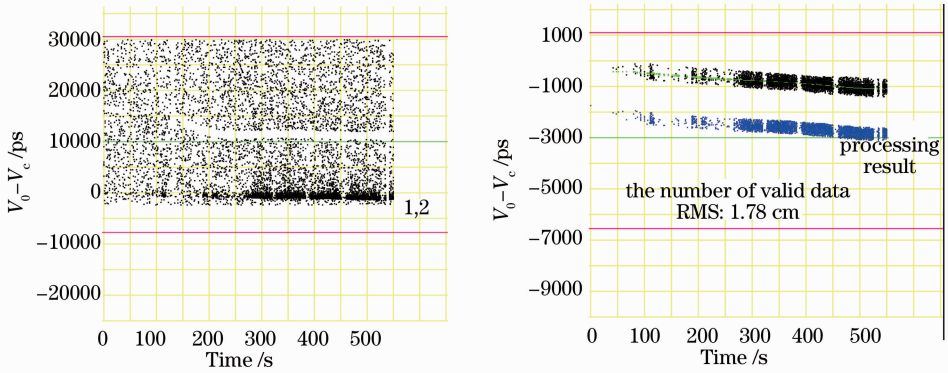 30000
20000
10000
0
−10000
−20000
V₀−V_c /ps
1,2
0 100 200 300 400 500
Time /s
1000
−1000
−3000
−5000
−7000
−9000
V₀−V_c /ps
processing
result
the number of valid data
RMS: 1.78 cm
0 100 200 300 400 500
Time /s